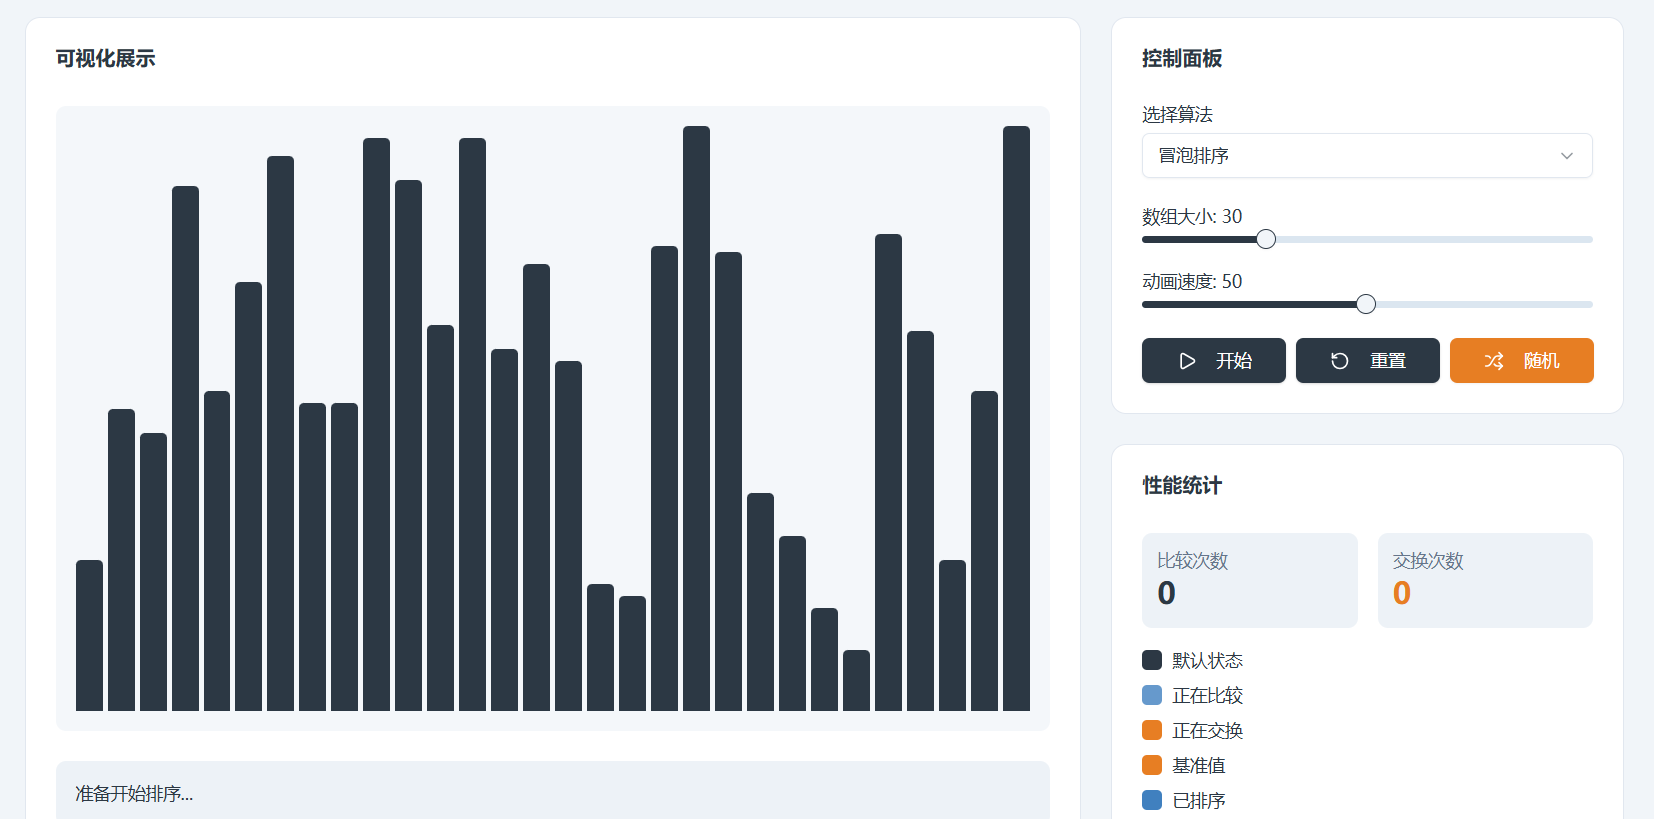 可视化展示
准备开始排序...
控制面板
选择算法
冒泡排序
数组大小: 30
动画速度: 50
开始
重置
随机
性能统计
比较次数
0
交换次数
0
默认状态
正在比较
正在交换
基准值
已排序